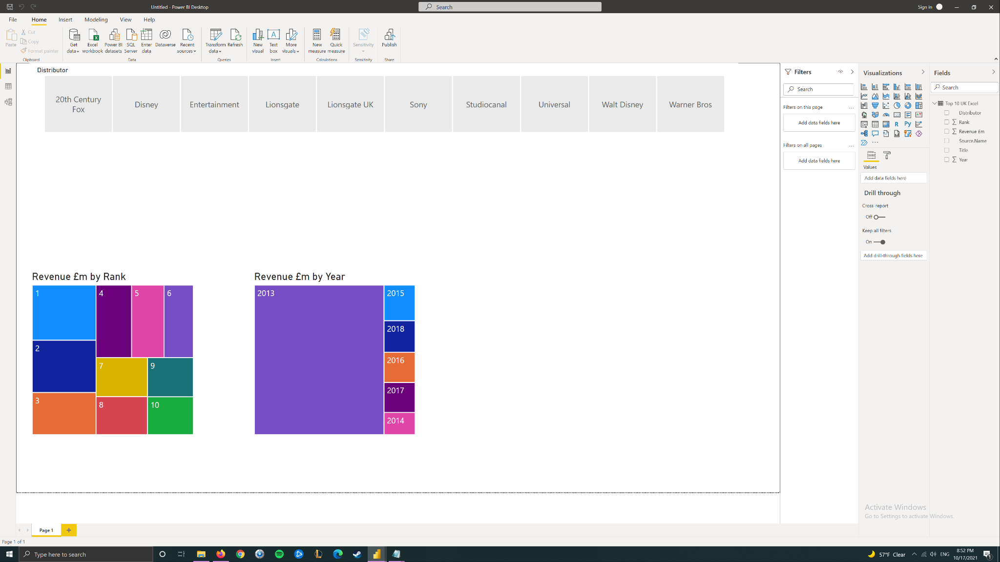 Untitled - Power BI Desktop
Search
Sign in
File Home Insert Modeling View Help
Paste
Cut
Copy
Format painter
Clipboard
Get data
Excel workbook
Power BI datasets
SQL Server
Enter data
Dataverse
Recent sources
Data
Transform data
Refresh
Queries
New visual
Text box
More visuals
Insert
New measure
Quick measure
Calculations
Sensitivity
Sensitivity
Publish
Share
Distributor
20th Century Fox
Disney
Entertainment
Lionsgate
Lionsgate UK
Sony
Studiocanal
Universal
Walt Disney
Warner Bros
Revenue £m by Rank
1
2
3
4
5
6
7
8
9
10
Revenue £m by Year
2013
2015
2018
2016
2017
2014
Filters
Search
Filters on this page
...
Add data fields here
Filters on all pages
...
Add data fields here
Visualizations
R
Py
...
Values
Add data fields here
Drill through
Cross report
Off
Keep all filters
On
Add drill-through fields here
Fields
Search
Top 10 UK Excel
Distributor
Rank
Revenue £m
Source.Name
Title
Year
Activate Windows
Go to Settings to activate Windows.
Page 1
Page 1 of 1
Type here to search
57°F Clear
ENG
8:52 PM
10/17/2021
1